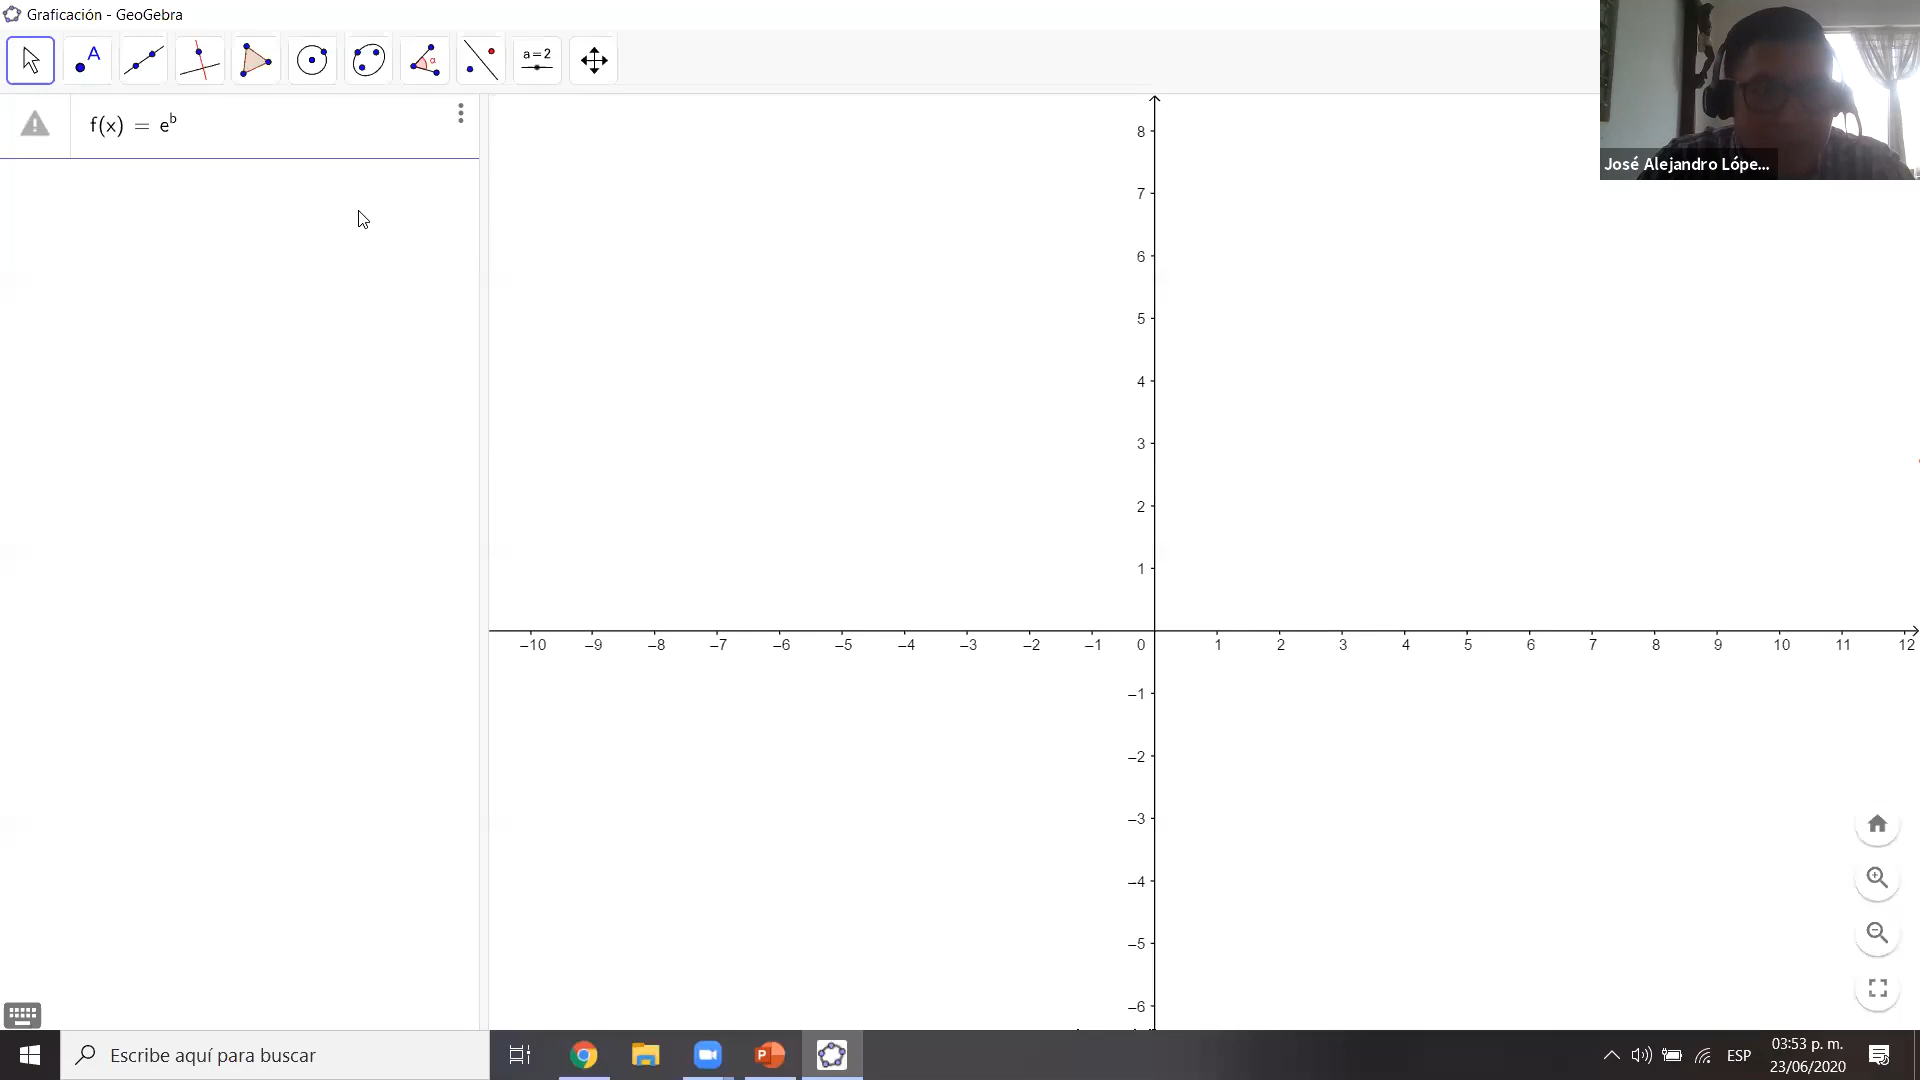 Graficación - GeoGebra
A
α
a=2
f(x) = e^b
José Alejandro Lópe...
8
7
6
5
4
3
2
1
–10 –9 –8 –7 –6 –5 –4 –3 –2 –1 0 1 2 3 4 5 6 7 8 9 10 11 12
–1
–2
–3
–4
–5
–6
Escribe aquí para buscar
P
ESP
03:53 p. m.
23/06/2020